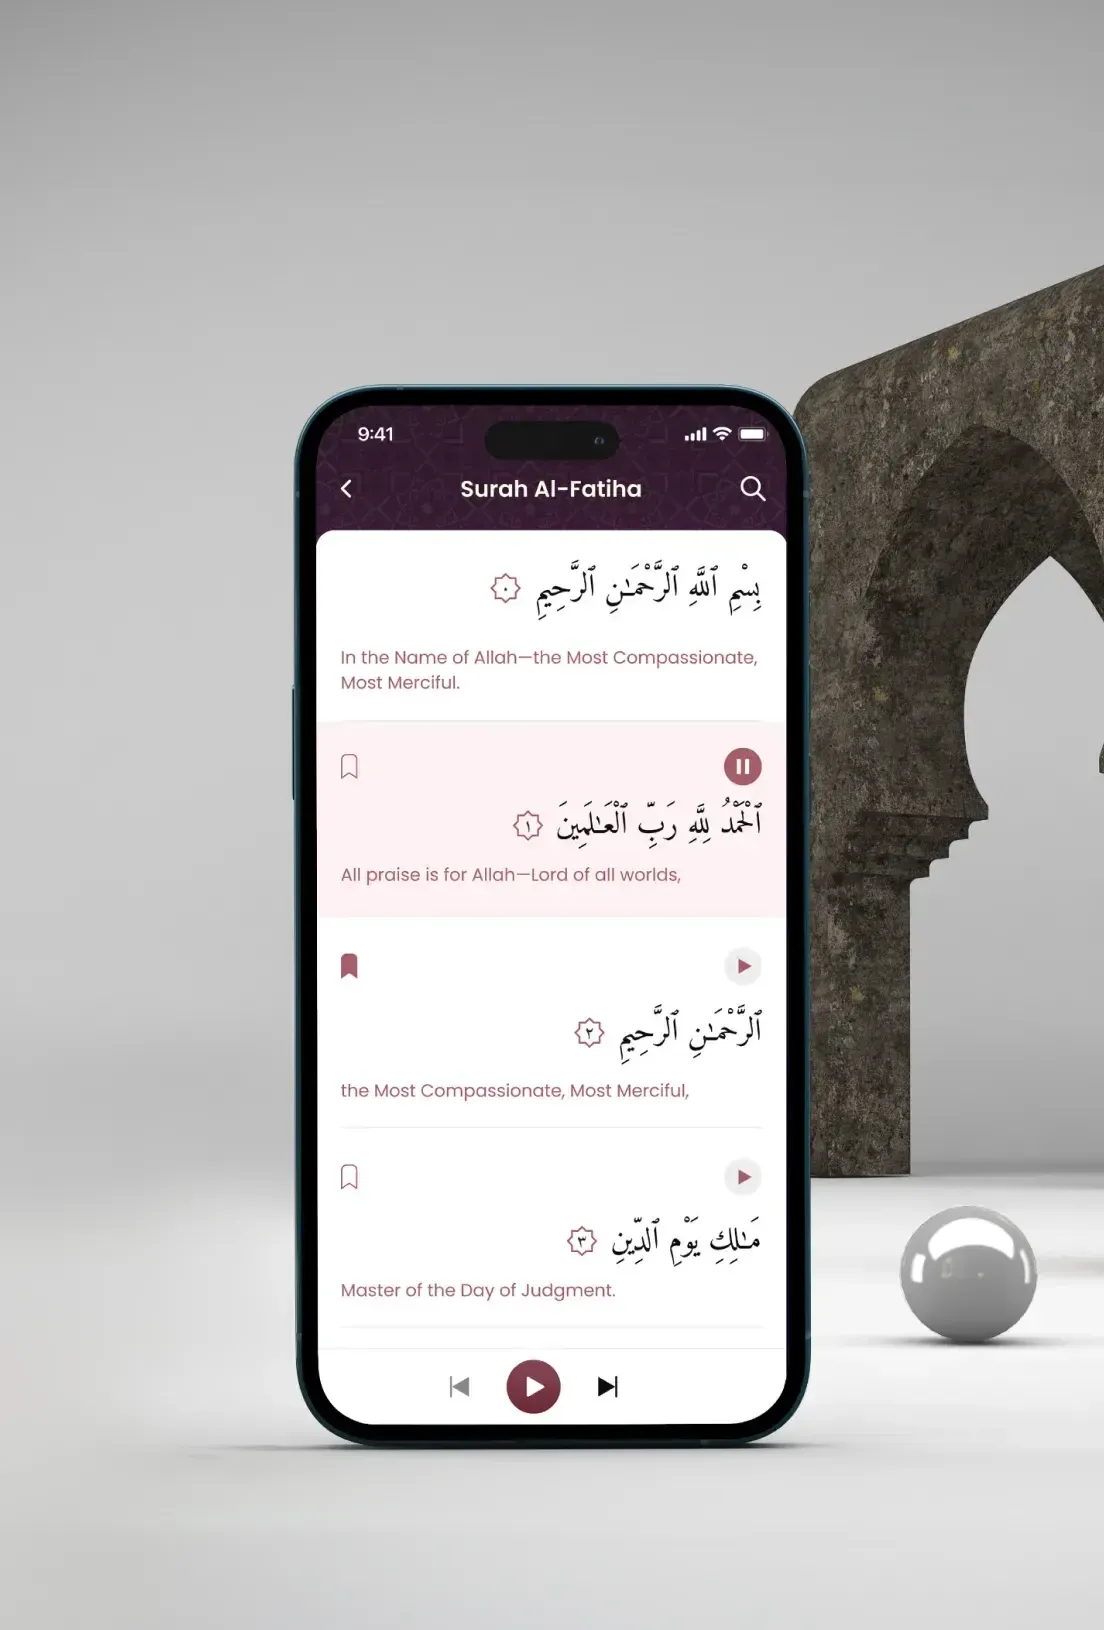 9:41
Surah Al-Fatiha
بِسْمِ ٱللَّهِ ٱلرَّحْمَـٰنِ ٱلرَّحِيمِ ٠
In the Name of Allah—the Most Compassionate,
Most Merciful.
ٱلْحَمْدُ لِلَّهِ رَبِّ ٱلْعَـٰلَمِينَ ١
All praise is for Allah—Lord of all worlds,
ٱلرَّحْمَـٰنِ ٱلرَّحِيمِ ٢
the Most Compassionate, Most Merciful,
مَـٰلِكِ يَوْمِ ٱلدِّينِ ٣
Master of the Day of Judgment.